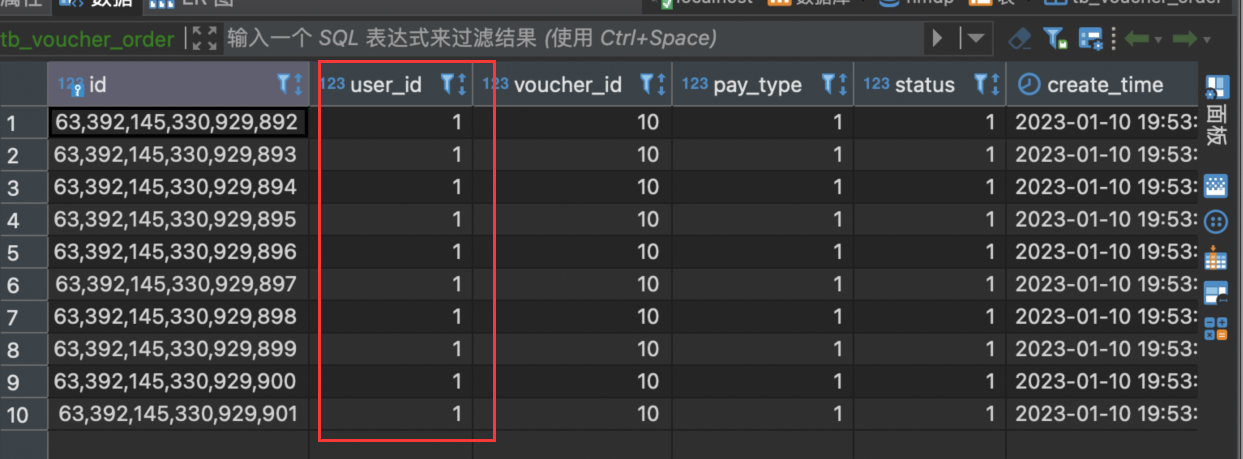 属性 数据 ER 图 localhost 数据库 hmdp 表 tb_voucher_order
tb_voucher_order 输入一个 SQL 表达式来过滤结果 (使用 Ctrl+Space)
123 id 123 user_id 123 voucher_id 123 pay_type 123 status create_time
1 63,392,145,330,929,892 1 10 1 1 2023-01-10 19:53:
2 63,392,145,330,929,893 1 10 1 1 2023-01-10 19:53:
3 63,392,145,330,929,894 1 10 1 1 2023-01-10 19:53:
4 63,392,145,330,929,895 1 10 1 1 2023-01-10 19:53:
5 63,392,145,330,929,896 1 10 1 1 2023-01-10 19:53:
6 63,392,145,330,929,897 1 10 1 1 2023-01-10 19:53:
7 63,392,145,330,929,898 1 10 1 1 2023-01-10 19:53:
8 63,392,145,330,929,899 1 10 1 1 2023-01-10 19:53:
9 63,392,145,330,929,900 1 10 1 1 2023-01-10 19:53:
10 63,392,145,330,929,901 1 10 1 1 2023-01-10 19:53:
面板